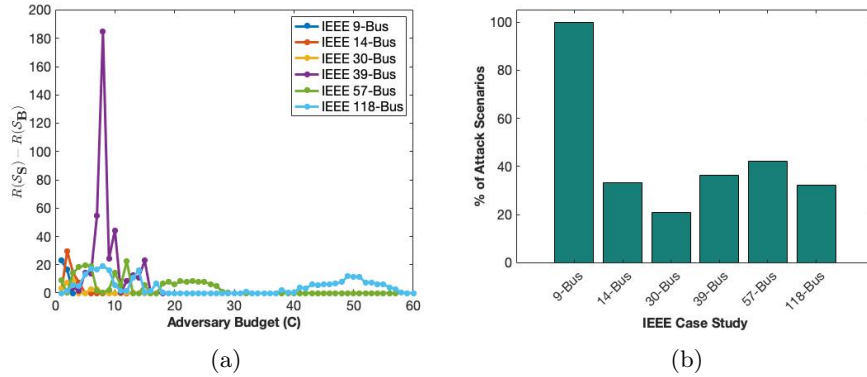 200
180
160
140
120
100
80
60
40
20
0
R(S_S) − R(S_B)
0
10
20
30
40
50
60
Adversary Budget (C)
IEEE 9-Bus
IEEE 14-Bus
IEEE 30-Bus
IEEE 39-Bus
IEEE 57-Bus
IEEE 118-Bus
(a)
100
80
60
40
20
0
% of Attack Scenarios
9-Bus
14-Bus
30-Bus
39-Bus
57-Bus
118-Bus
IEEE Case Study
(b)